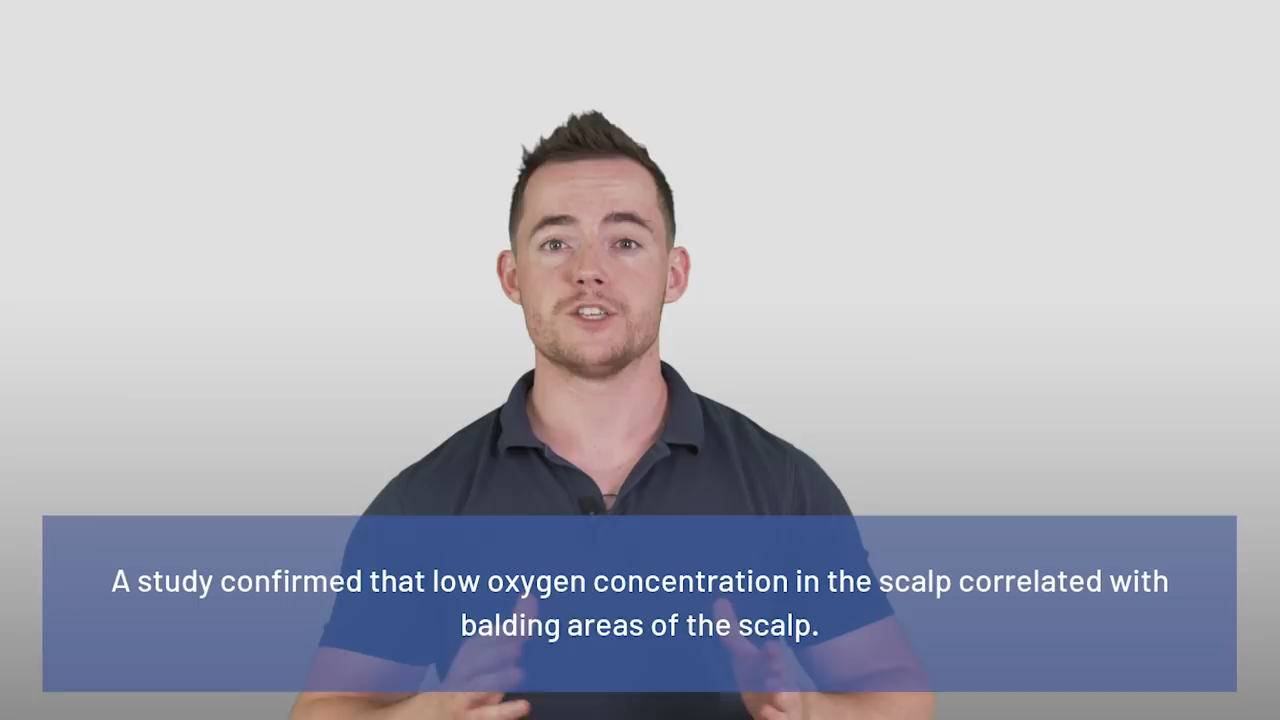 A study confirmed that low oxygen concentration in the scalp correlated with
balding areas of the scalp.